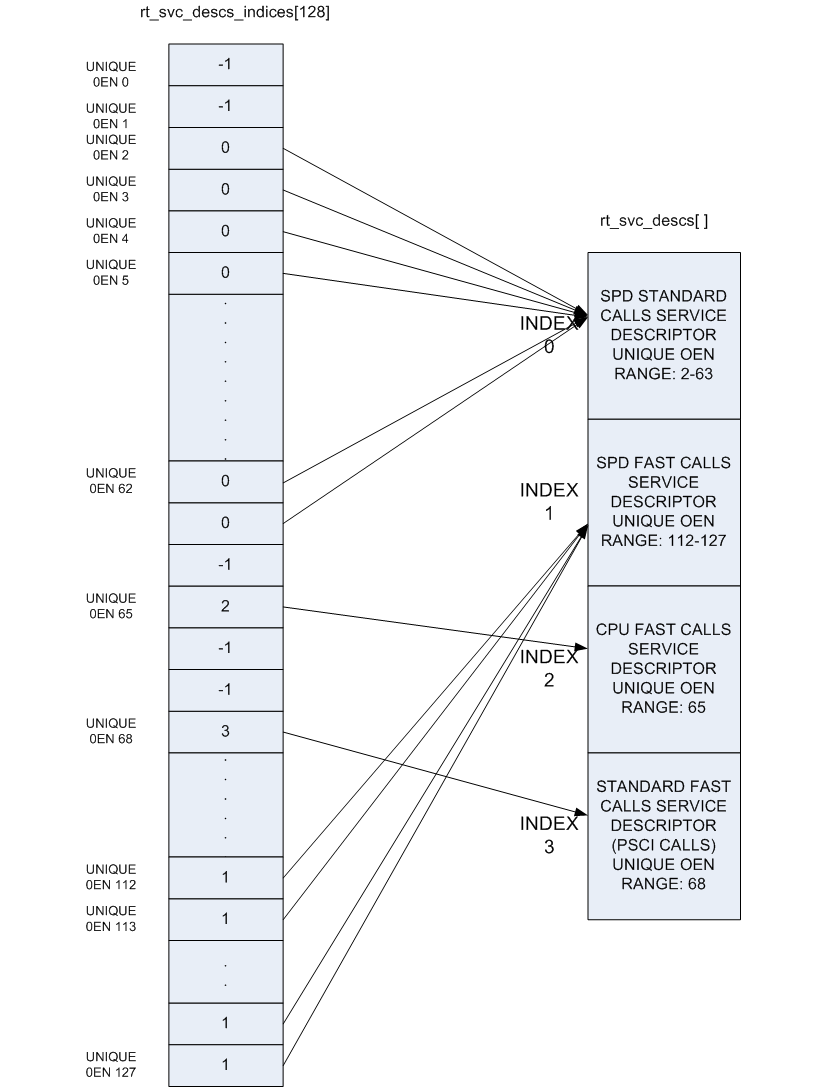 rt_svc_descs_indices[128]
UNIQUE
0EN 0
-1
UNIQUE
0EN 1
-1
UNIQUE
0EN 2
0
UNIQUE
0EN 3
0
UNIQUE
0EN 4
0
UNIQUE
0EN 5
0
.
.
.
.
.
.
.
.
.
UNIQUE
0EN 62
0
0
-1
UNIQUE
0EN 65
2
-1
-1
UNIQUE
0EN 68
3
.
.
.
.
.
UNIQUE
0EN 112
1
UNIQUE
0EN 113
1
.
.
1
UNIQUE
0EN 127
1
rt_svc_descs[ ]
INDEX
0
SPD STANDARD
CALLS SERVICE
DESCRIPTOR
UNIQUE OEN
RANGE: 2-63
INDEX
1
SPD FAST CALLS
SERVICE
DESCRIPTOR
UNIQUE OEN
RANGE: 112-127
INDEX
2
CPU FAST CALLS
SERVICE
DESCRIPTOR
UNIQUE OEN
RANGE: 65
INDEX
3
STANDARD FAST
CALLS SERVICE
DESCRIPTOR
(PSCI CALLS)
UNIQUE OEN
RANGE: 68